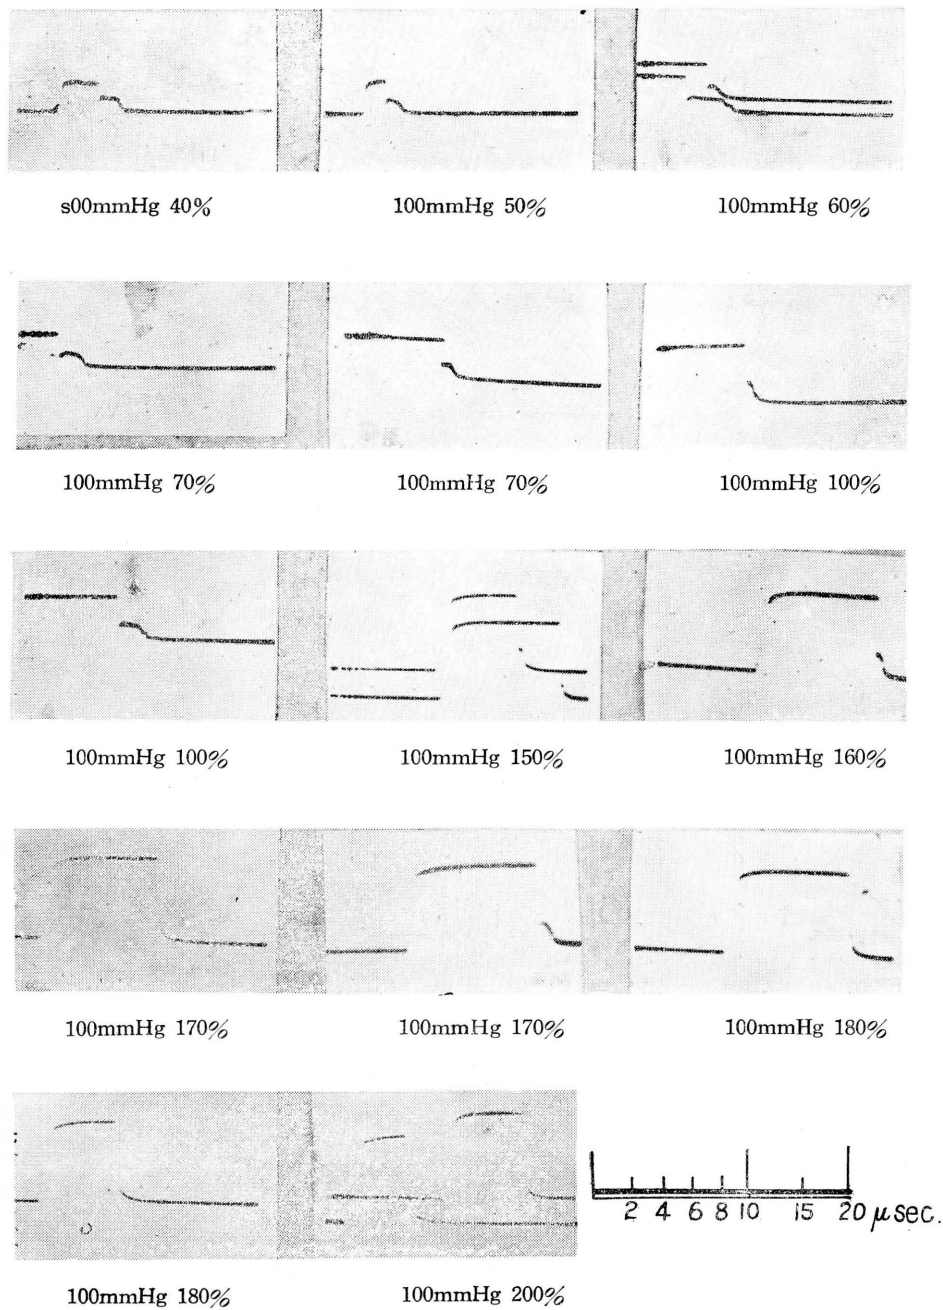 s00mmHg 40% 100mmHg 50% 100mmHg 60%
100mmHg 70% 100mmHg 70% 100mmHg 100%
100mmHg 100% 100mmHg 150% 100mmHg 160%
100mmHg 170% 100mmHg 170% 100mmHg 180%
2 4 6 8 10 15 20 μsec.
100mmHg 180% 100mmHg 200%